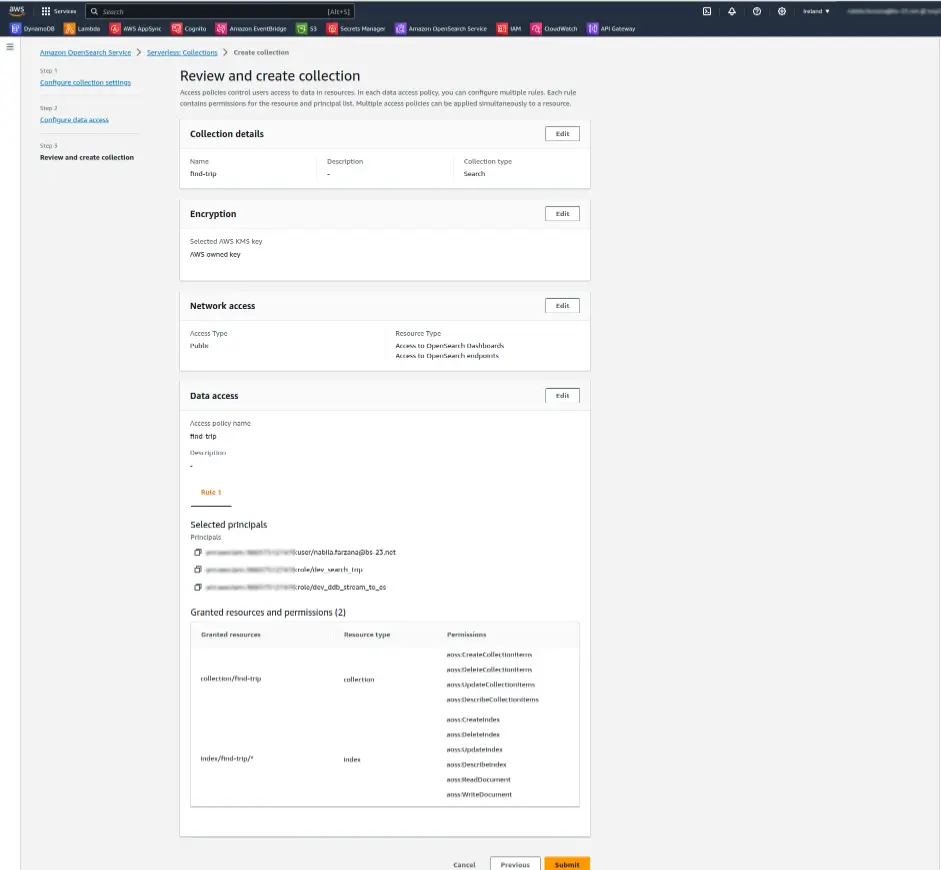 aws
Services
Search
[Alt+S]
Ireland
DynamoDB
Lambda
AWS AppSync
Cognito
Amazon EventBridge
S3
Secrets Manager
Amazon OpenSearch Service
IAM
CloudWatch
API Gateway
Amazon OpenSearch Service
Serverless: Collections
Create collection
Step 1
Configure collection settings
Step 2
Configure data access
Step 3
Review and create collection
Review and create collection
Access policies control users access to data in resources. In each data access policy, you can configure multiple rules. Each rule
contains permissions for the resource and principal list. Multiple access policies can be applied simultaneously to a resource.
Collection details
Edit
Name
find-trip
Description
-
Collection type
Search
Encryption
Edit
Selected AWS KMS key
AWS owned key
Network access
Edit
Access Type
Public
Resource Type
Access to OpenSearch Dashboards
Access to OpenSearch endpoints
Data access
Edit
Access policy name
find-trip
Description
-
Rule 1
Selected principals
Principals
:user/nabila.farzana@bs-23.net
:role/dev_search_trip
:role/dev_ddb_stream_to_os
Granted resources and permissions (2)
Granted resources
Resource type
Permissions
collection/find-trip
collection
aoss:CreateCollectionItems
aoss:DeleteCollectionItems
aoss:UpdateCollectionItems
aoss:DescribeCollectionItems
index/find-trip/*
index
aoss:CreateIndex
aoss:DeleteIndex
aoss:UpdateIndex
aoss:DescribeIndex
aoss:ReadDocument
aoss:WriteDocument
Cancel
Previous
Submit